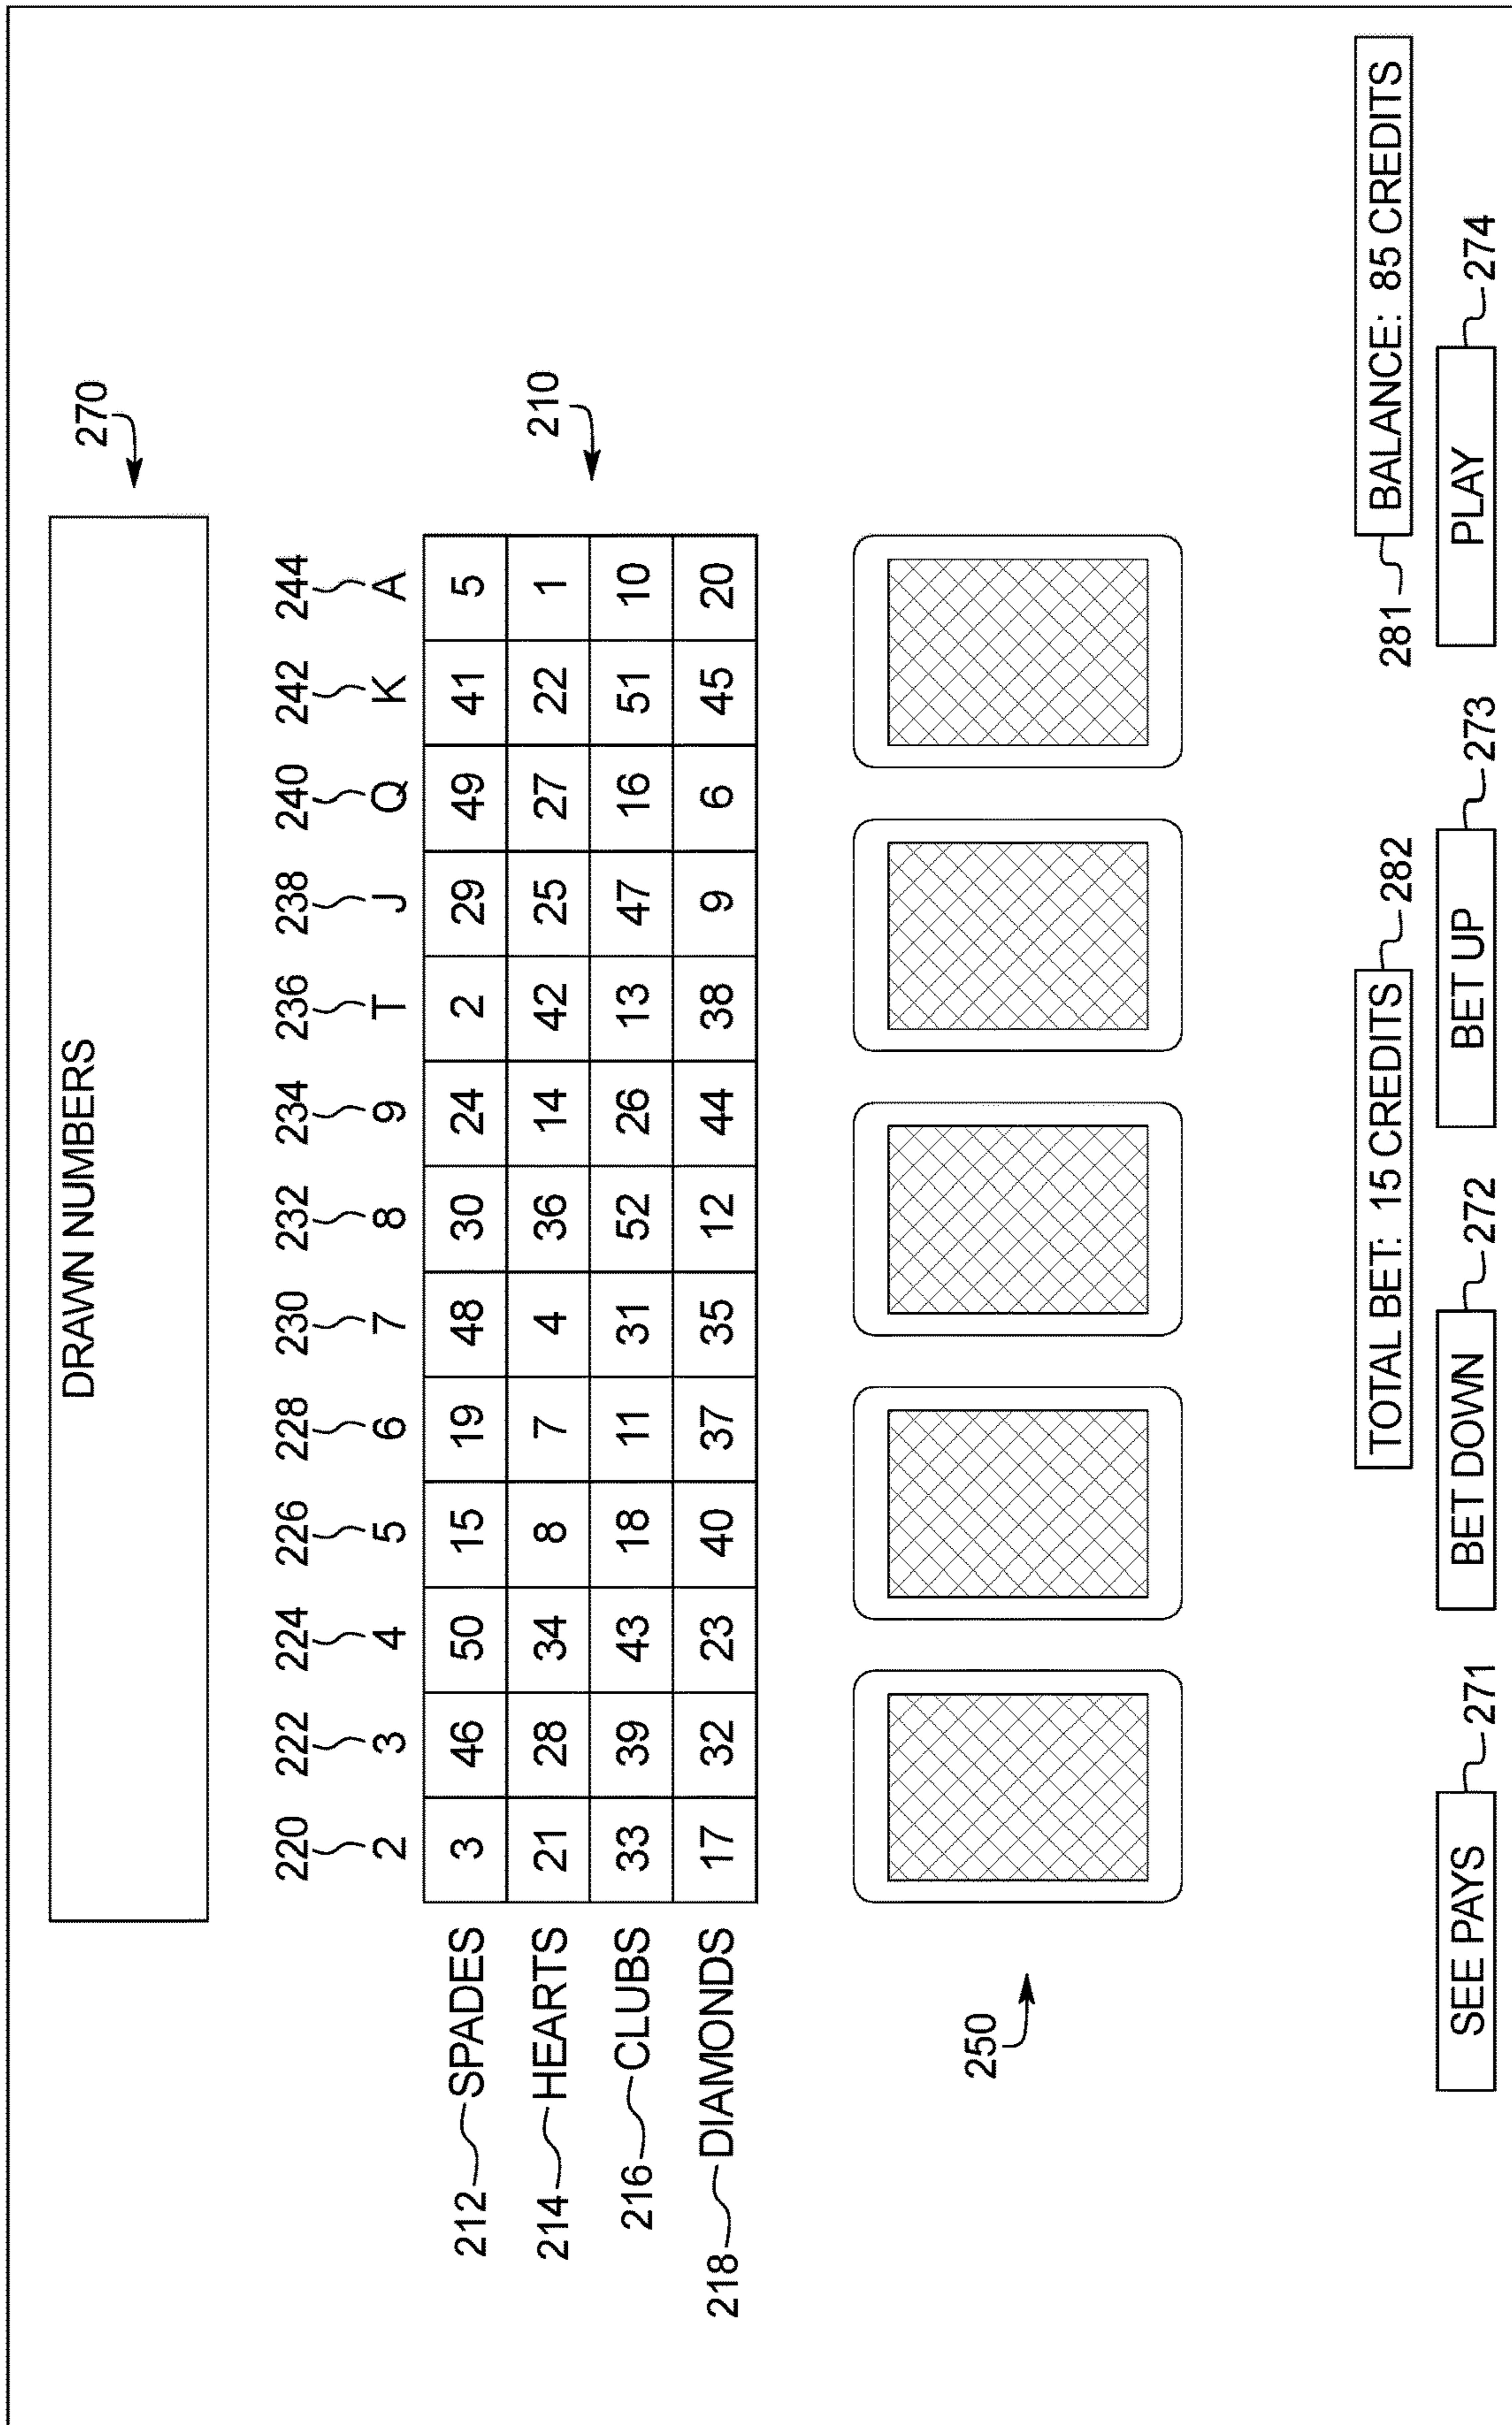 DRAWN NUMBERS
270
220 222 224 226 228 230 232 234 236 238 240 242 244
2 3 4 5 6 7 8 9 T J Q K A
210
212 SPADES 3 46 50 15 19 48 30 24 2 29 49 41 5
214 HEARTS 21 28 34 8 7 4 36 14 42 25 27 22 1
216 CLUBS 33 39 43 18 11 31 52 26 13 47 16 51 10
218 DIAMONDS 17 32 23 40 37 35 12 44 38 9 6 45 20
250
TOTAL BET: 15 CREDITS 282 281 BALANCE: 85 CREDITS
SEE PAYS 271 BET DOWN 272 BET UP 273 PLAY 274